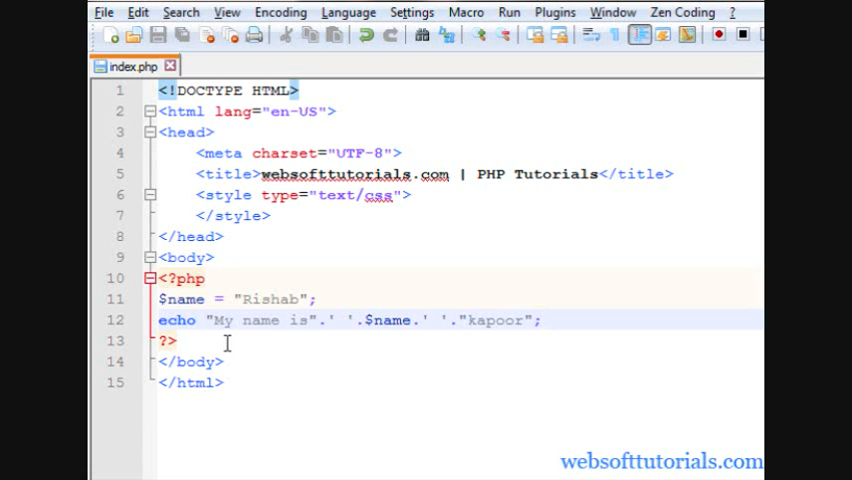 File Edit Search View Encoding Language Settings Macro Run Plugins Window Zen Coding ?
index.php
1 <!DOCTYPE HTML>
2 <html lang="en-US">
3 <head>
4 <meta charset="UTF-8">
5 <title>websofttutorials.com | PHP Tutorials</title>
6 <style type="text/css">
7 </style>
8 </head>
9 <body>
10 <?php
11 $name = "Rishab";
12 echo "My name is".' '.$name.' '."kapoor";
13 ?>
14 </body>
15 </html>
websofttutorials.com